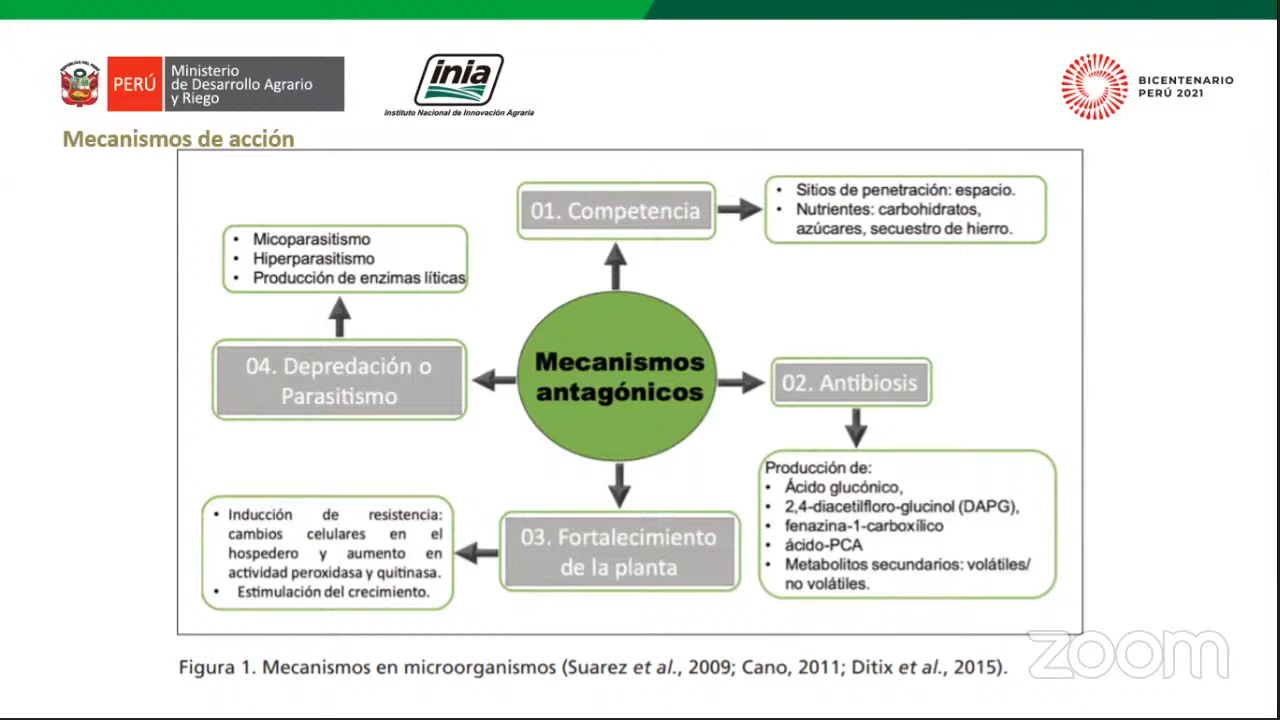 REPÚBLICA DEL PERÚ
PERÚ
Ministerio
de Desarrollo Agrario
y Riego
inia
Instituto Nacional de Innovación Agraria
BICENTENARIO
PERÚ 2021
Mecanismos de acción
01. Competencia
• Sitios de penetración: espacio.
• Nutrientes: carbohidratos,
azúcares, secuestro de hierro.
• Micoparasitismo
• Hiperparasitismo
• Producción de enzimas líticas
04. Depredación o
Parasitismo
Mecanismos
antagónicos
02. Antibiosis
Producción de:
• Ácido glucónico,
• 2,4-diacetilfloro-glucinol (DAPG),
• fenazina-1-carboxílico
• ácido-PCA
• Metabolitos secundarios: volátiles/
no volátiles.
03. Fortalecimiento
de la planta
• Inducción de resistencia:
cambios celulares en el
hospedero y aumento en
actividad peroxidasa y quitinasa.
• Estimulación del crecimiento.
Figura 1. Mecanismos en microorganismos (Suarez et al., 2009; Cano, 2011; Ditix et al., 2015).
zoom